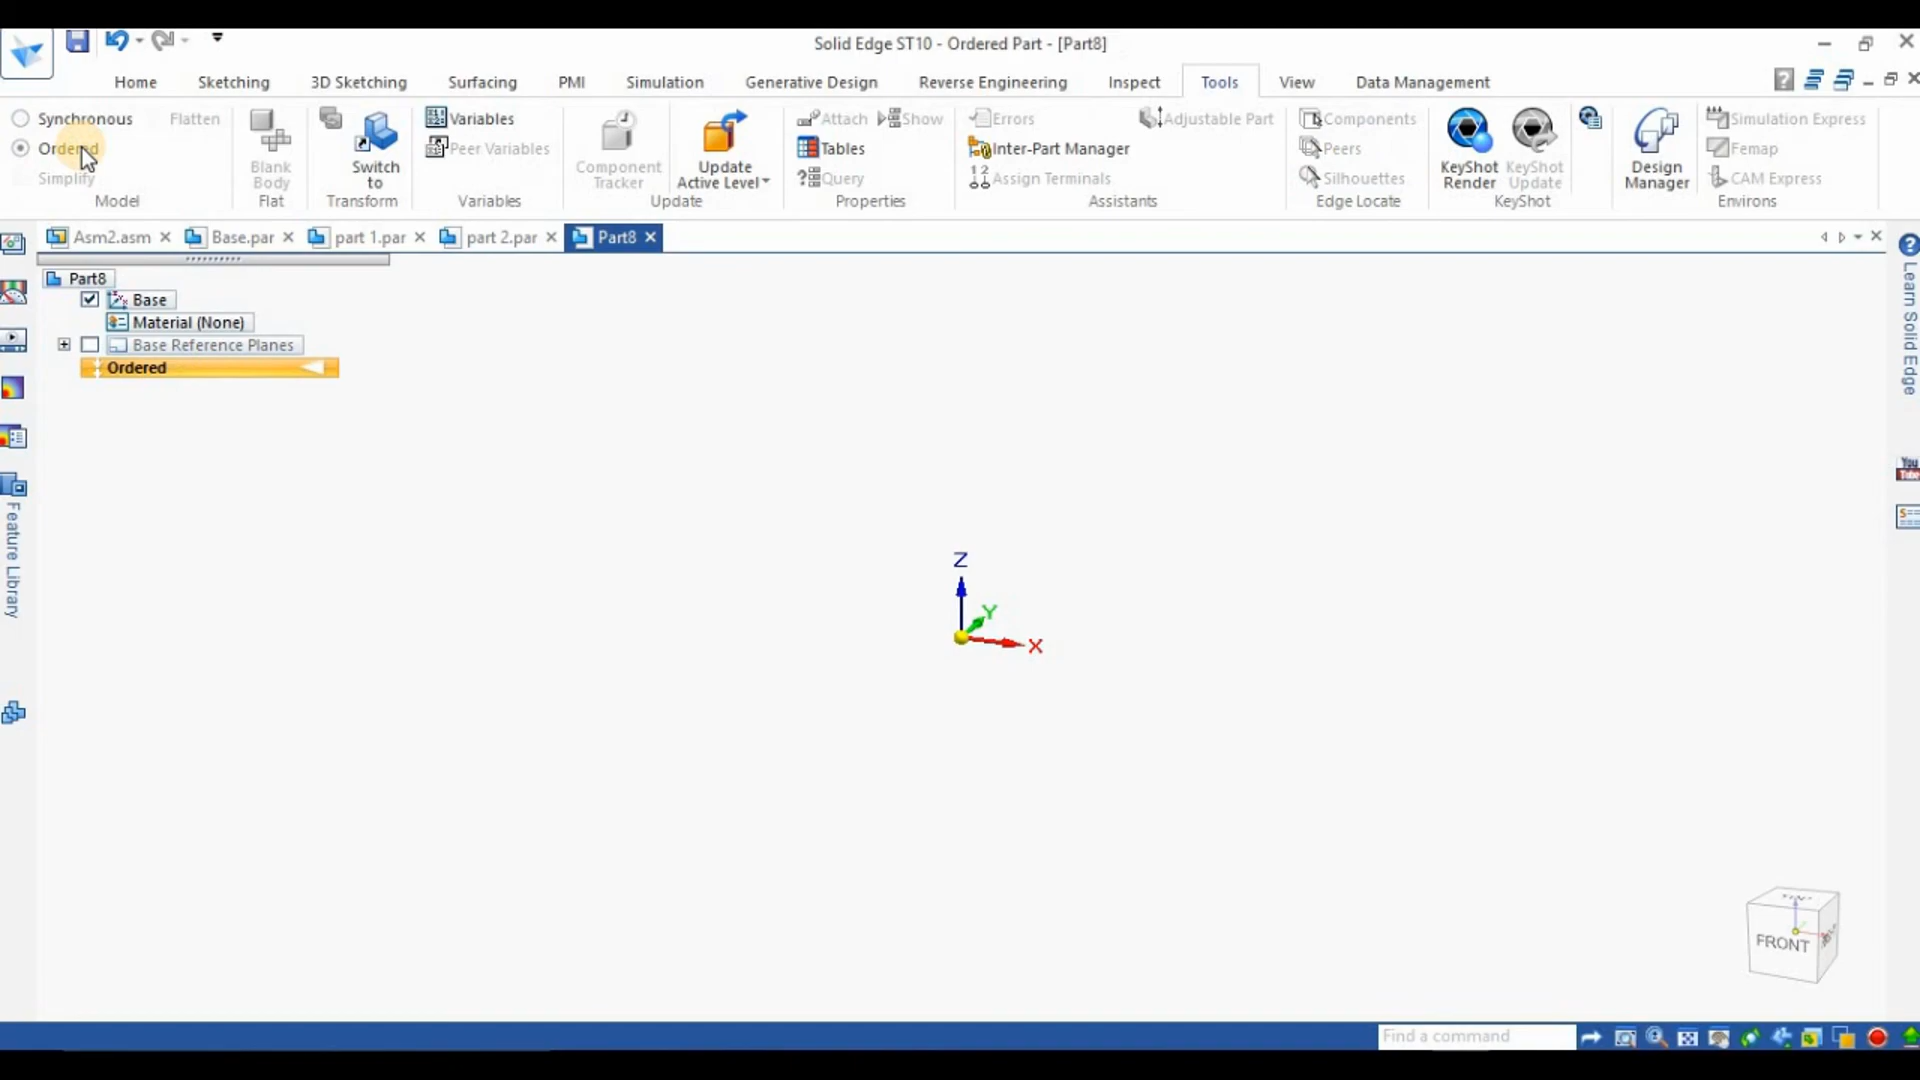 Solid Edge ST10 - Ordered Part - [Part8]
Home Sketching 3D Sketching Surfacing PMI Simulation Generative Design Reverse Engineering Inspect Tools View Data Management
Synchronous Flatten
Ordered
Simplify
Model
Blank Body Flat
Switch to
Transform
Variables
Peer Variables
Variables
Component Tracker
Update Active Level
Update
Attach Show
Tables
Query
Properties
Errors
Inter-Part Manager
Assign Terminals
Adjustable Part
Assistants
Components
Peers
Silhouettes
Edge Locate
KeyShot Render
KeyShot Update
KeyShot
Design Manager
Simulation Express
Femap
CAM Express
Environs
Asm2.asm Base.par part 1.par part 2.par Part8
Part8
Base
Material (None)
Base Reference Planes
Ordered
Feature Library
Learn Solid Edge
You
Z
Y
X
FRONT
Find a command